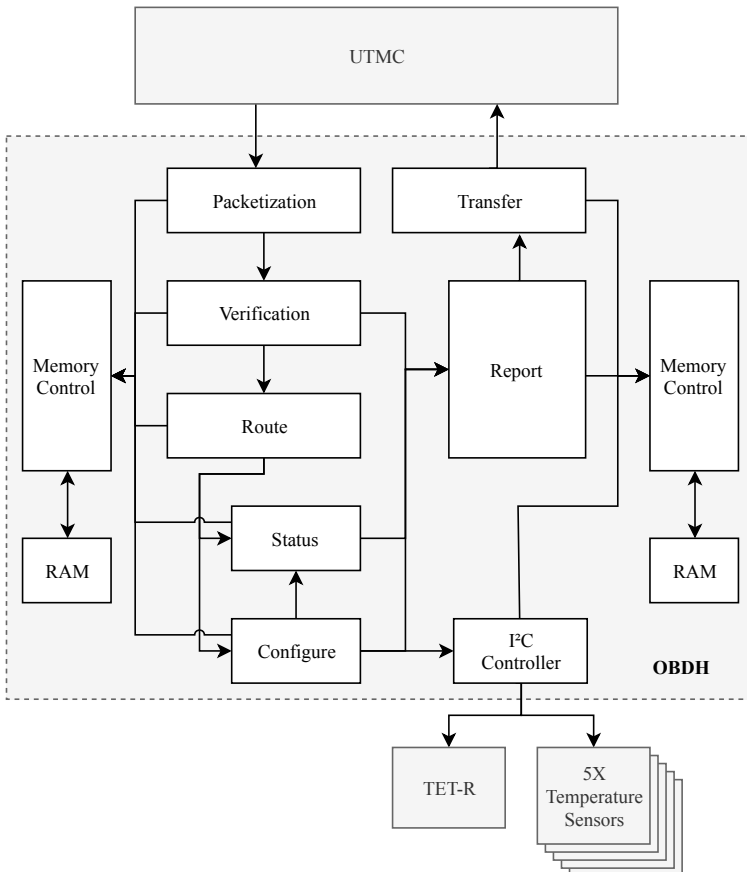 UTMC
Packetization
Transfer
Verification
Memory
Control
Report
Memory
Control
Route
Status
RAM
RAM
Configure
I²C
Controller
OBDH
TET-R
5X
Temperature
Sensors